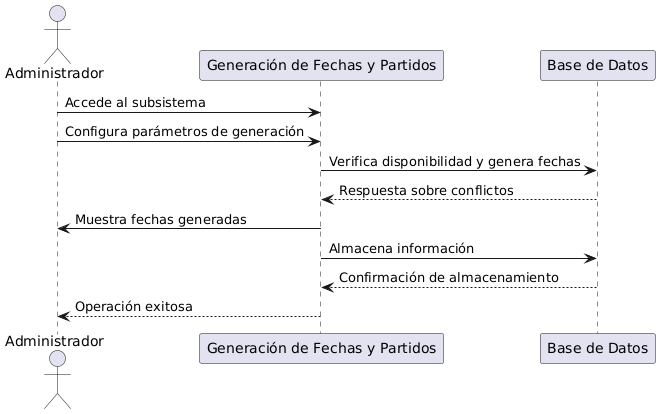 Administrador
Generación de Fechas y Partidos
Base de Datos
Accede al subsistema
Configura parámetros de generación
Verifica disponibilidad y genera fechas
Respuesta sobre conflictos
Muestra fechas generadas
Almacena información
Confirmación de almacenamiento
Operación exitosa
Administrador
Generación de Fechas y Partidos
Base de Datos